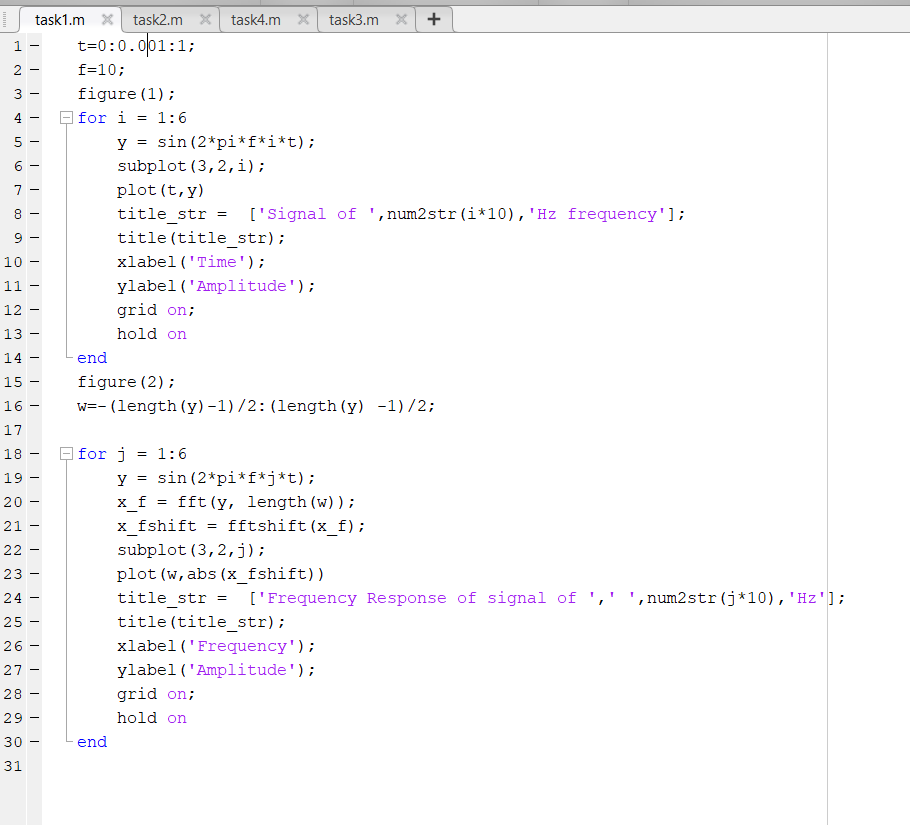 task1.m task2.m task4.m task3.m +
1 t=0:0.001:1;
2 f=10;
3 figure(1);
4 for i = 1:6
5 y = sin(2*pi*f*i*t);
6 subplot(3,2,i);
7 plot(t,y)
8 title_str =  ['Signal of ',num2str(i*10),'Hz frequency'];
9 title(title_str);
10 xlabel('Time');
11 ylabel('Amplitude');
12 grid on;
13 hold on
14 end
15 figure(2);
16 w=-(length(y)-1)/2:(length(y) -1)/2;
17
18 for j = 1:6
19 y = sin(2*pi*f*j*t);
20 x_f = fft(y, length(w));
21 x_fshift = fftshift(x_f);
22 subplot(3,2,j);
23 plot(w,abs(x_fshift))
24 title_str =  ['Frequency Response of signal of ',' ',num2str(j*10),'Hz'];
25 title(title_str);
26 xlabel('Frequency');
27 ylabel('Amplitude');
28 grid on;
29 hold on
30 end
31